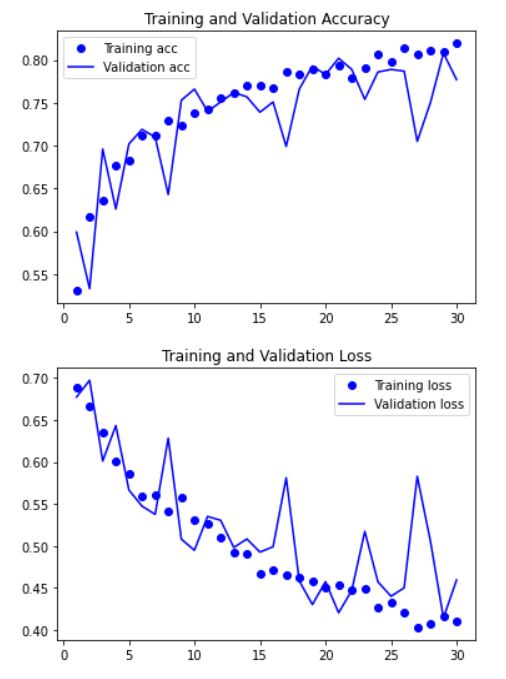 Training and Validation Accuracy
Training acc
Validation acc
0.80
0.75
0.70
0.65
0.60
0.55
0 5 10 15 20 25 30
Training and Validation Loss
Training loss
Validation loss
0.70
0.65
0.60
0.55
0.50
0.45
0.40
0 5 10 15 20 25 30